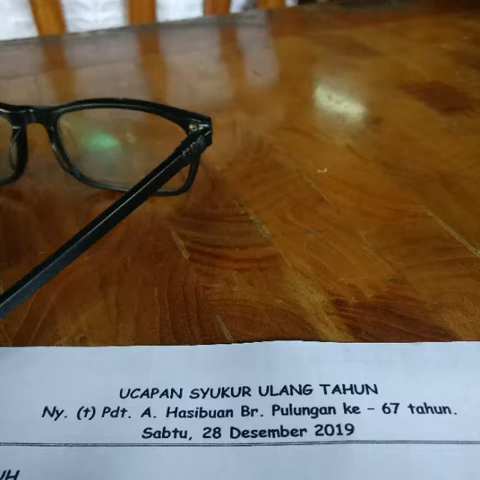 UCAPAN SYUKUR ULANG TAHUN
Ny. (t) Pdt. A. Hasibuan Br. Pulungan ke - 67 tahun.
Sabtu, 28 Desember 2019